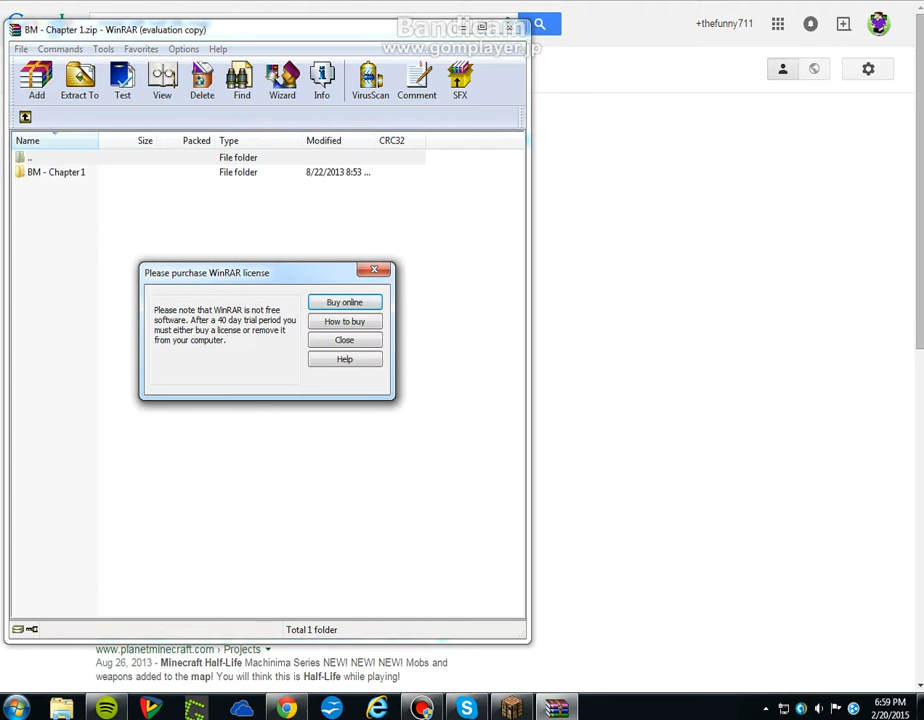 BM - Chapter 1.zip - WinRAR (evaluation copy)
Bandicam
www.gomplayer.jp
+thefunny711
File Commands Tools Favorites Options Help
Add Extract To Test View Delete Find Wizard Info VirusScan Comment SFX
Name Size Packed Type Modified CRC32
.. File folder
BM - Chapter 1 File folder 8/22/2013 8:53 ...
Please purchase WinRAR license
Please note that WinRAR is not free
software. After a 40 day trial period you
must either buy a license or remove it
from your computer.
Buy online
How to buy
Close
Help
Total 1 folder
www.planetminecraft.com › Projects
Aug 26, 2013 - Minecraft Half-Life Machinima Series NEW! NEW! NEW! Mobs and
weapons added to the map! You will think this is Half-Life while playing!
6:59 PM
2/20/2015